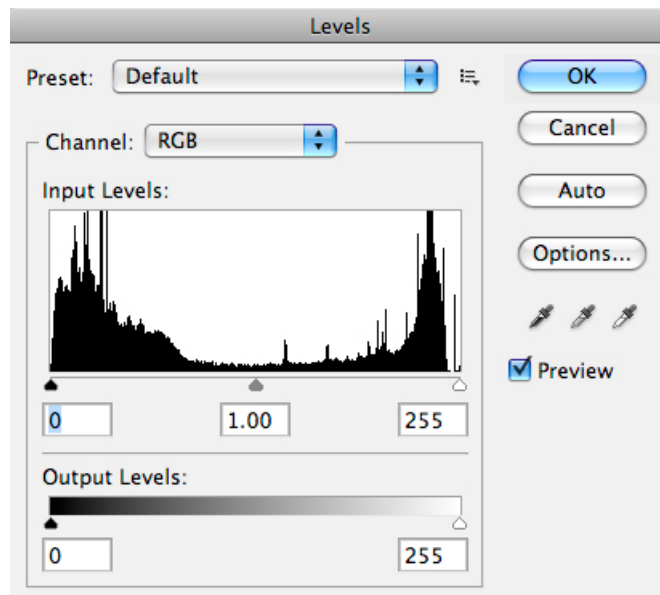 Levels
Preset: Default
OK
Channel: RGB
Cancel
Input Levels:
Auto
Options...
Preview
0 1.00 255
Output Levels:
0 255